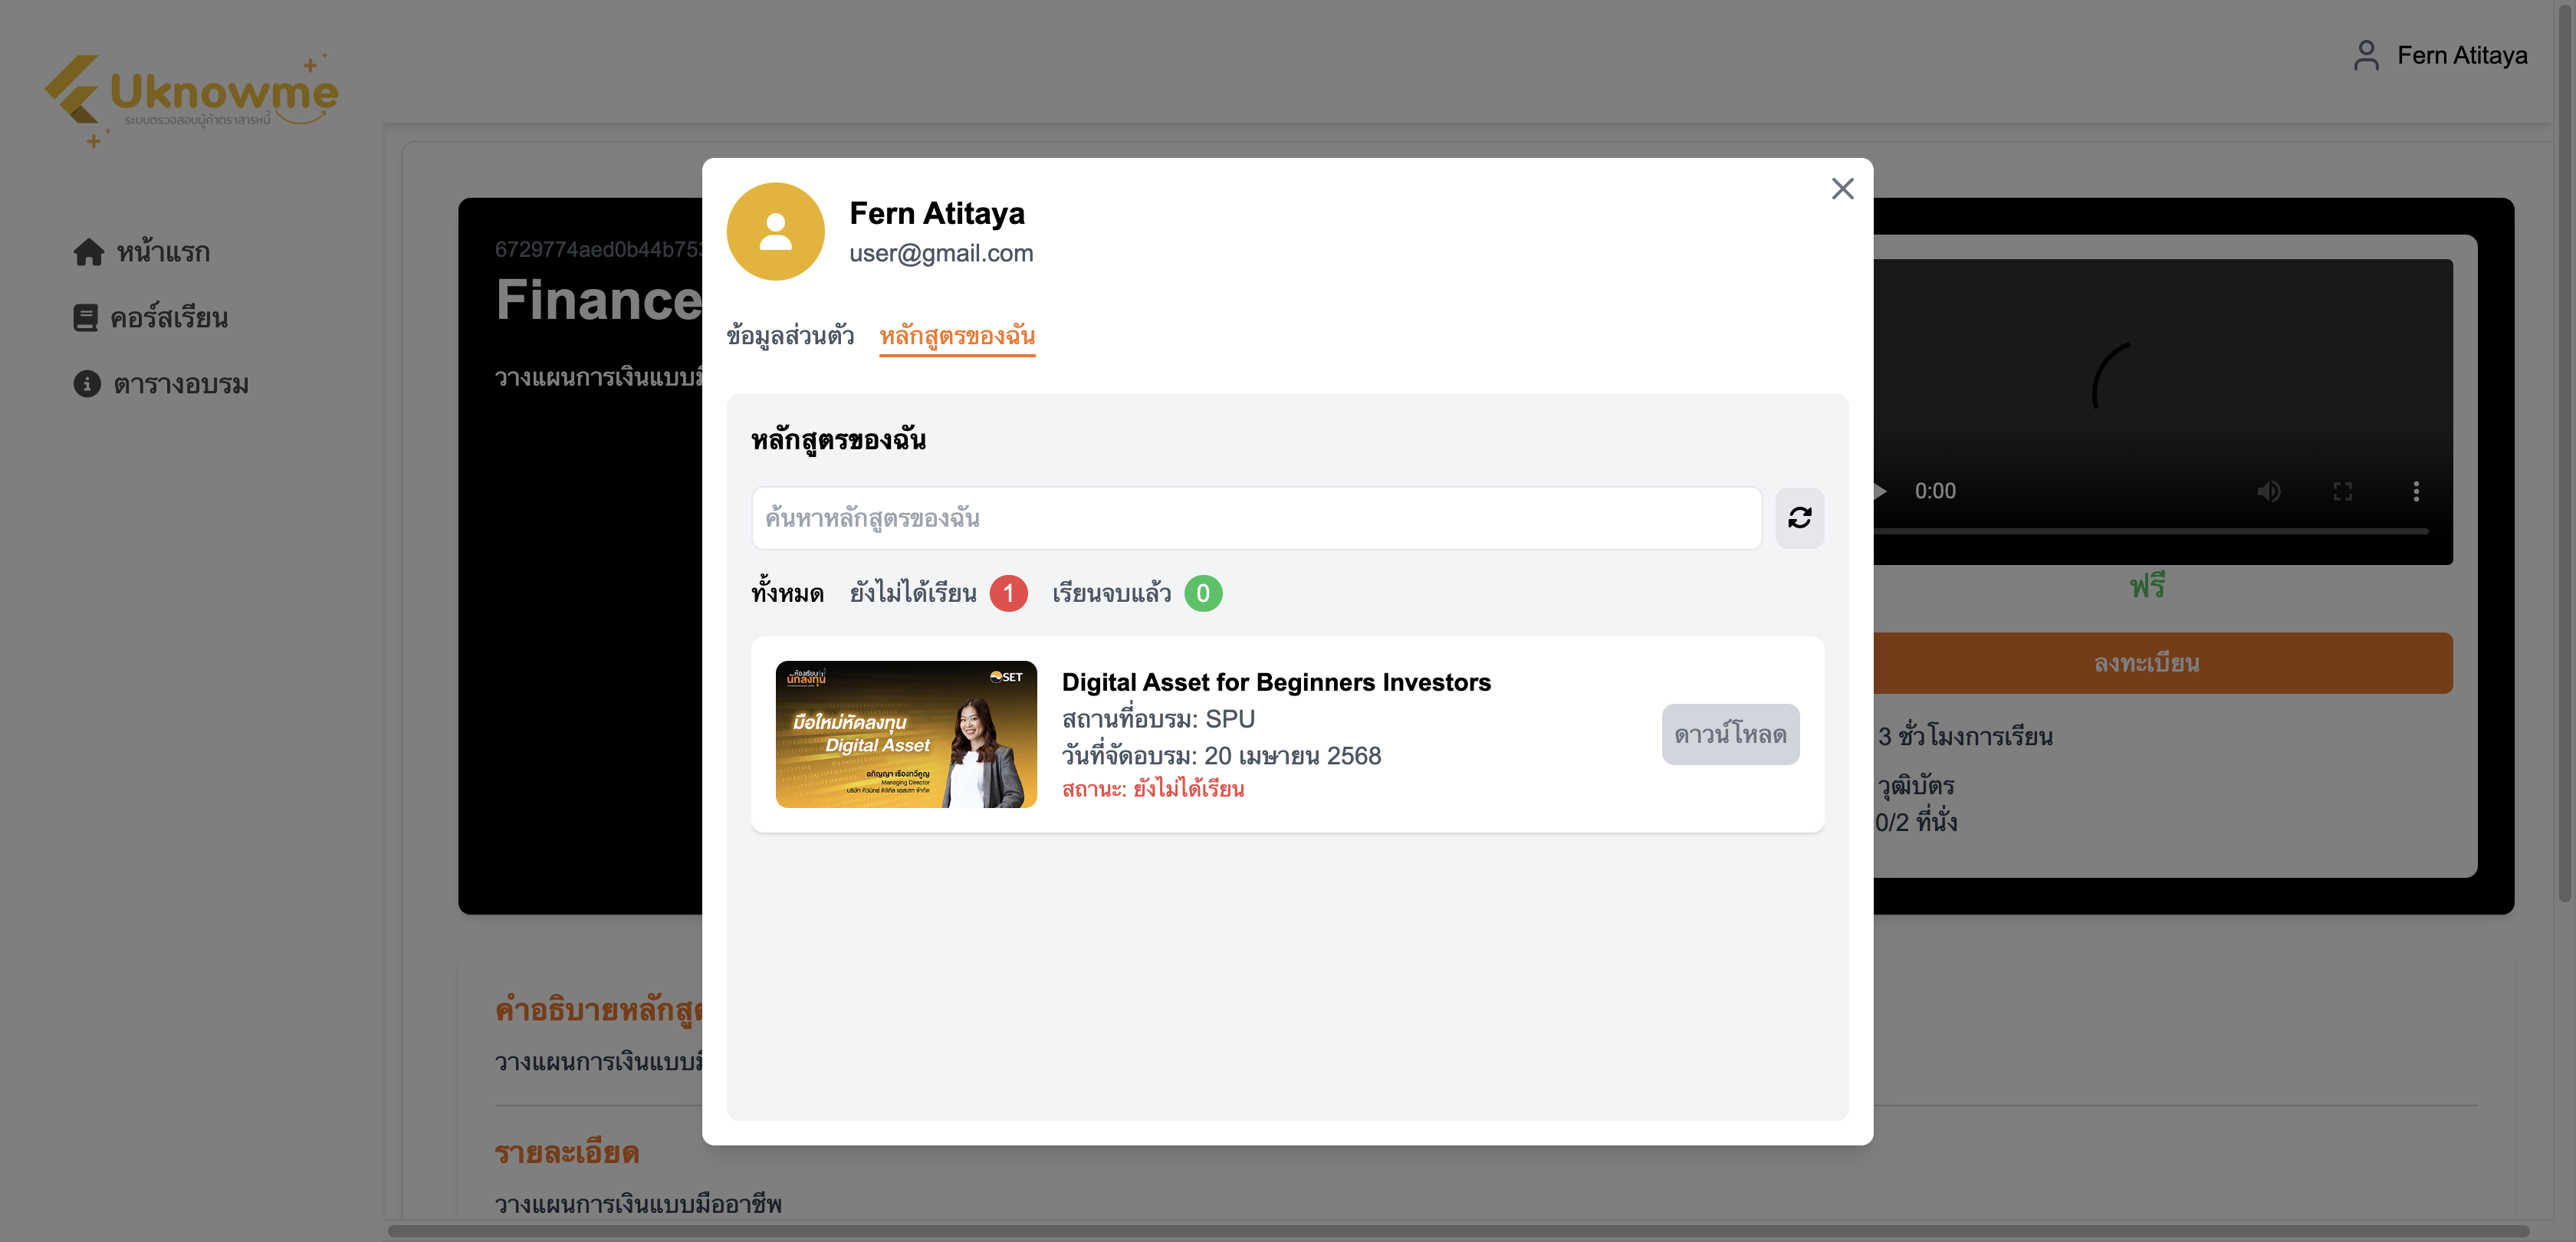 Uknowme
ระบบตรวจสอบผู้ค้าตราสารหนี้
Fern Atitaya
หน้าแรก
คอร์สเรียน
ตารางอบรม
6729774aed0b44b753
Finance
วางแผนการเงินแบบมื
Fern Atitaya
user@gmail.com
ข้อมูลส่วนตัว หลักสูตรของฉัน
หลักสูตรของฉัน
ค้นหาหลักสูตรของฉัน
ทั้งหมด ยังไม่ได้เรียน 1 เรียนจบแล้ว 0
ห้องเรียน
นักลงทุน
SET
มือใหม่หัดลงทุน
Digital Asset
Managing Director
Digital Asset for Beginners Investors
สถานที่อบรม: SPU
วันที่จัดอบรม: 20 เมษายน 2568
สถานะ: ยังไม่ได้เรียน
ดาวน์โหลด
0:00
ฟรี
ลงทะเบียน
3 ชั่วโมงการเรียน
วุฒิบัตร
0/2 ที่นั่ง
คำอธิบายหลักสูต
วางแผนการเงินแบบมื
รายละเอียด
วางแผนการเงินแบบมืออาชีพ